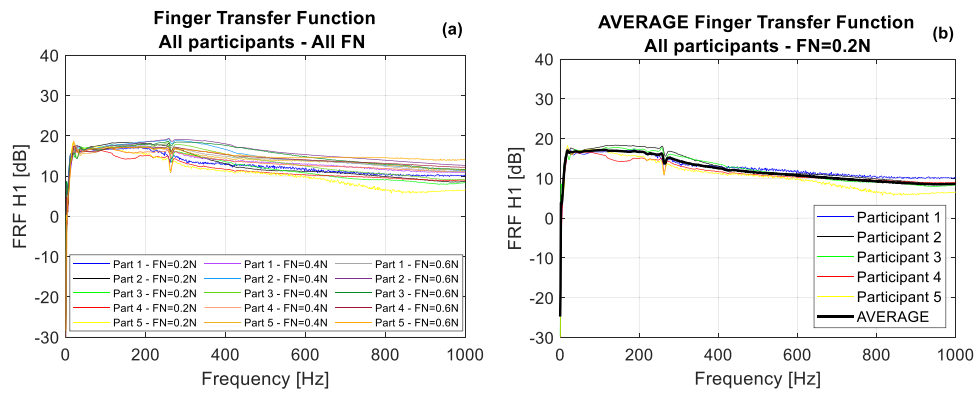 Finger Transfer Function
All participants - All FN
(a)
FRF H1 [dB]
40
30
20
10
0
-10
-20
-30
Part 1 - FN=0.2N Part 1 - FN=0.4N Part 1 - FN=0.6N
Part 2 - FN=0.2N Part 2 - FN=0.4N Part 2 - FN=0.6N
Part 3 - FN=0.2N Part 3 - FN=0.4N Part 3 - FN=0.6N
Part 4 - FN=0.2N Part 4 - FN=0.4N Part 4 - FN=0.6N
Part 5 - FN=0.2N Part 5 - FN=0.4N Part 5 - FN=0.6N
0 200 400 600 800 1000
Frequency [Hz]
AVERAGE Finger Transfer Function
All participants - FN=0.2N
(b)
FRF H1 [dB]
40
30
20
10
0
-10
-20
-30
Participant 1
Participant 2
Participant 3
Participant 4
Participant 5
AVERAGE
0 200 400 600 800 1000
Frequency [Hz]